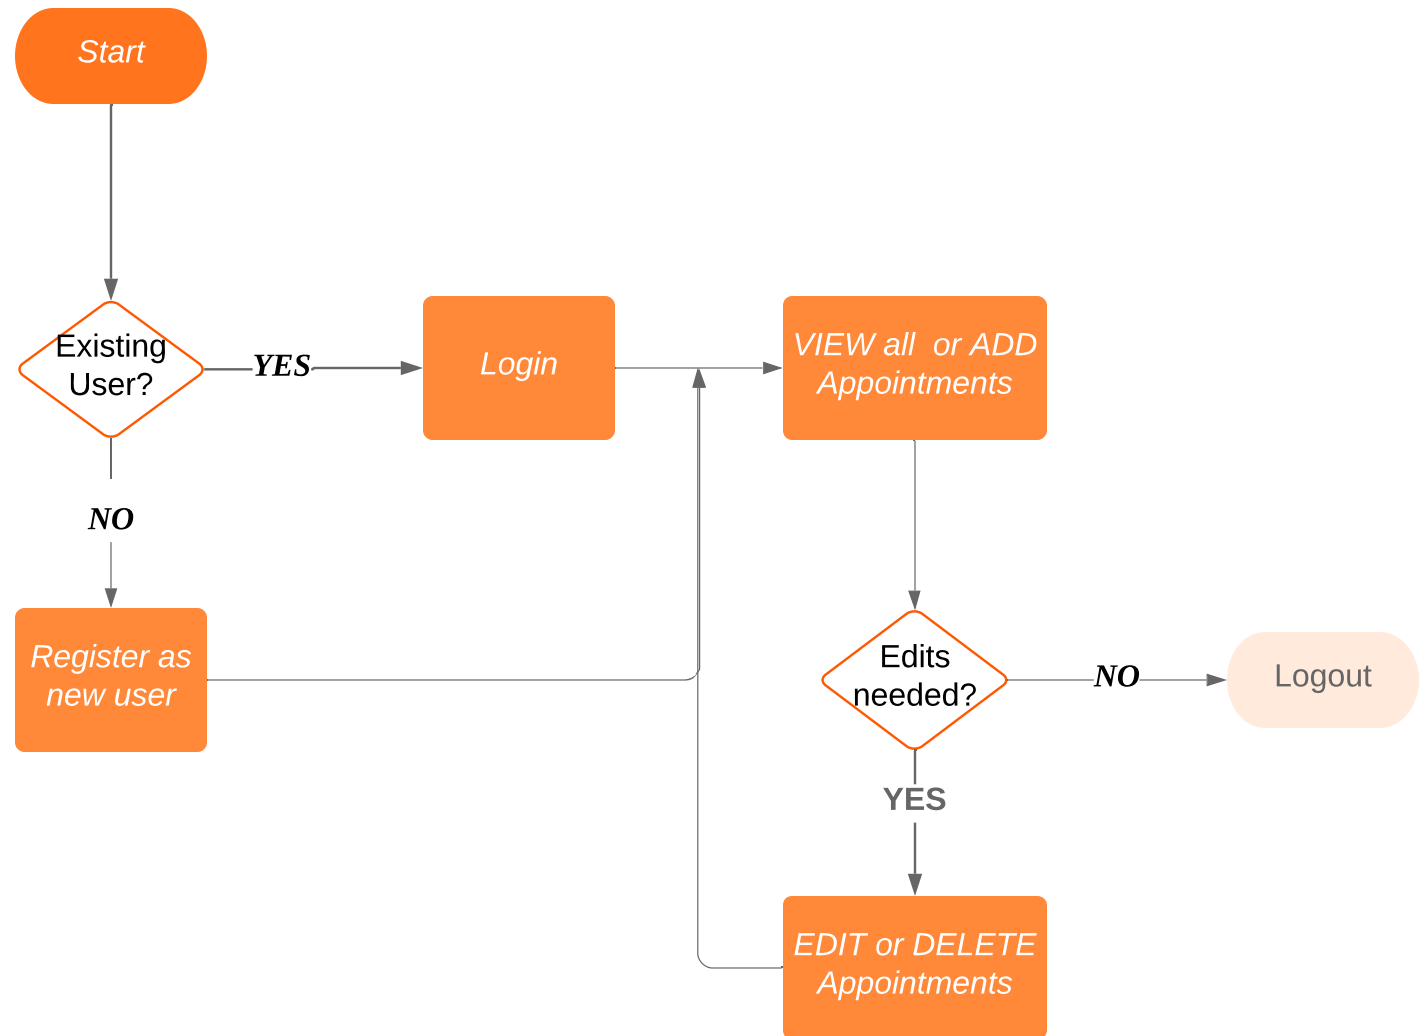 Start
Existing
User?
YES
Login
VIEW all  or ADD
Appointments
NO
Register as
new user
Edits
needed?
NO
Logout
YES
EDIT or DELETE
Appointments